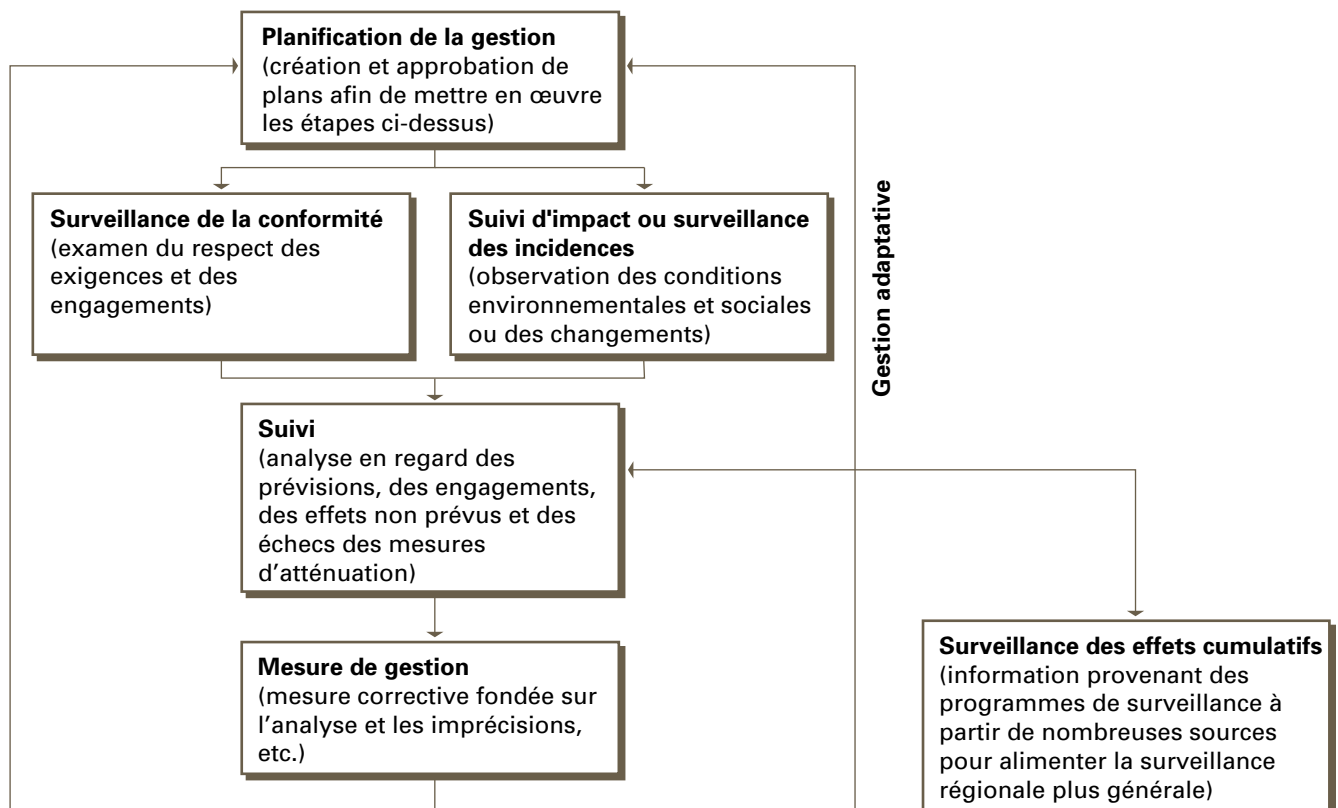 Planification de la gestion
(création et approbation de
plans afin de mettre en œuvre
les étapes ci-dessus)
Surveillance de la conformité
(examen du respect des
exigences et des
engagements)
Suivi d'impact ou surveillance
des incidences
(observation des conditions
environnementales et sociales
ou des changements)
Gestion adaptative
Suivi
(analyse en regard des
prévisions, des engagements,
des effets non prévus et des
échecs des mesures
d’atténuation)
Mesure de gestion
(mesure corrective fondée sur
l’analyse et les imprécisions,
etc.)
Surveillance des effets cumulatifs
(information provenant des
programmes de surveillance à
partir de nombreuses sources
pour alimenter la surveillance
régionale plus générale)